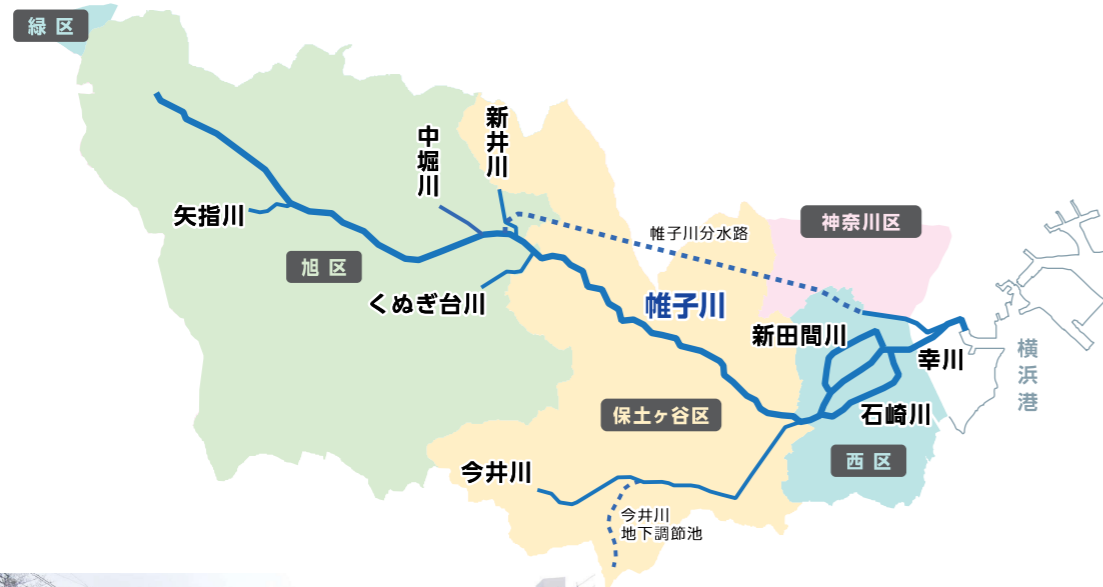 緑区
新井川
中堀川
矢指川
神奈川区
帷子川分水路
旭区
くぬぎ台川
帷子川
新田間川
幸川
横浜港
石崎川
保土ヶ谷区
西区
今井川
今井川
地下調節池